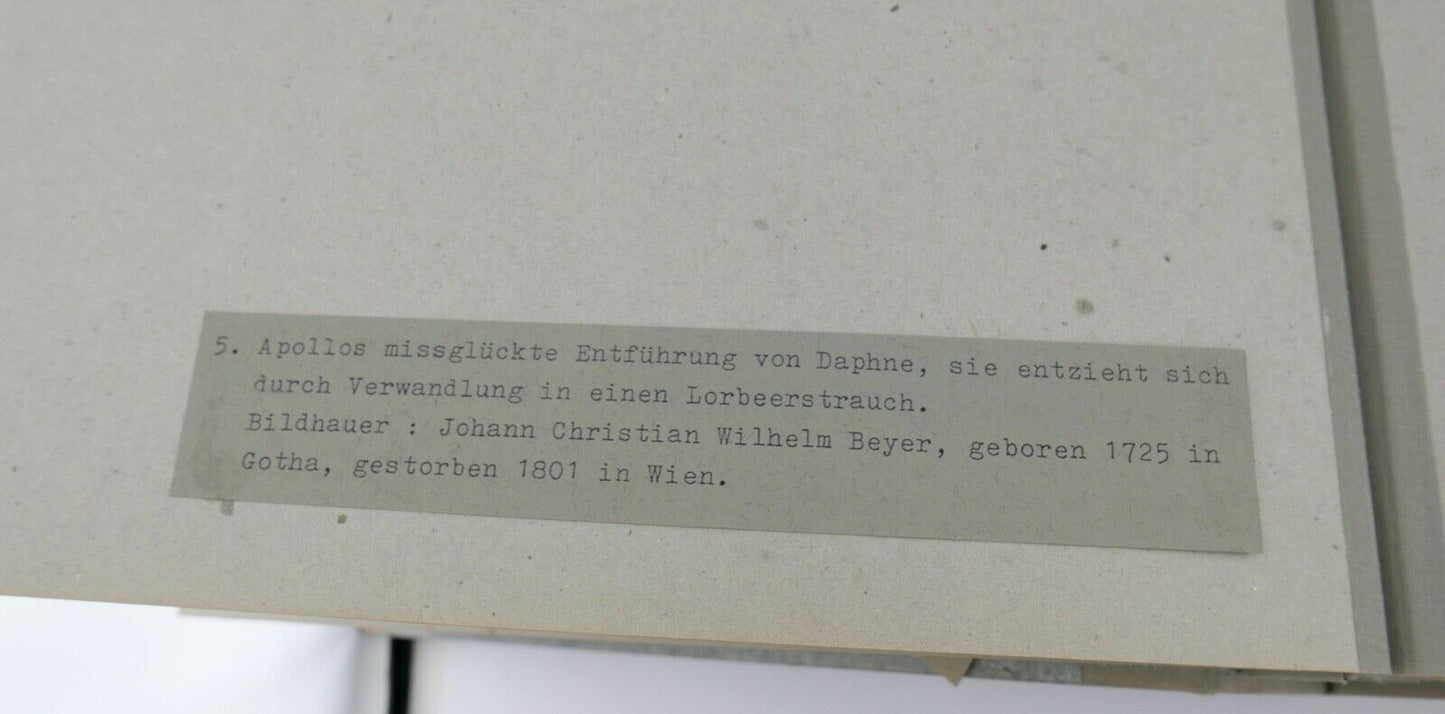 5. Apollos missglückte Entführung von Daphne, sie entzieht sich
durch Verwandlung in einen Lorbeerstrauch.
Bildhauer : Johann Christian Wilhelm Beyer, geboren 1725 in
Gotha, gestorben 1801 in Wien.